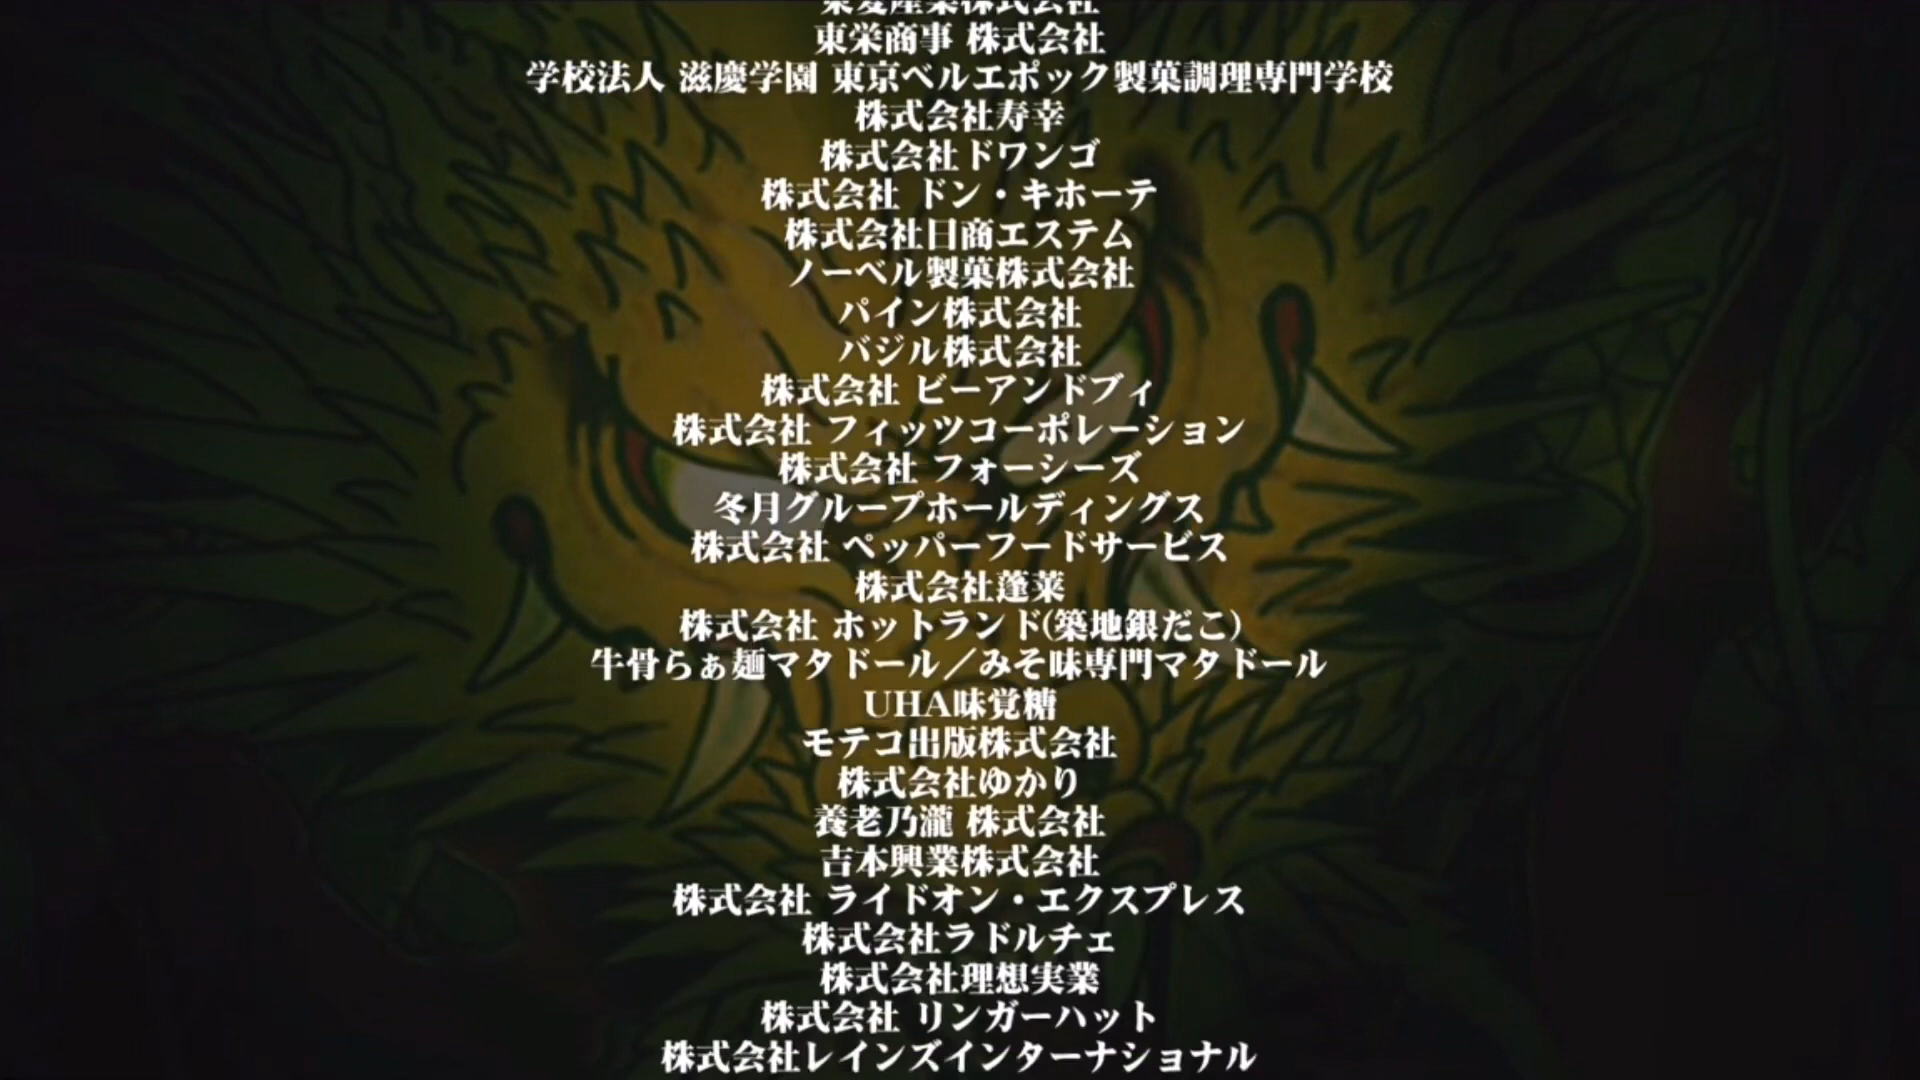 東栄商事 株式会社
学校法人 滋慶学園 東京ベルエポック製菓調理専門学校
株式会社寿幸
株式会社ドワンゴ
株式会社 ドン・キホーテ
株式会社日商エステム
ノーベル製菓株式会社
パイン株式会社
バジル株式会社
株式会社 ビーアンドブィ
株式会社 フィッツコーポレーション
株式会社 フォーシーズ
冬月グループホールディングス
株式会社 ペッパーフードサービス
株式会社蓬莱
株式会社 ホットランド(築地銀だこ)
牛骨らぁ麺マタドール／みそ味専門マタドール
UHA味覚糖
モテコ出版株式会社
株式会社ゆかり
養老乃瀧 株式会社
吉本興業株式会社
株式会社 ライドオン・エクスプレス
株式会社ラドルチェ
株式会社理想実業
株式会社 リンガーハット
株式会社レインズインターナショナル